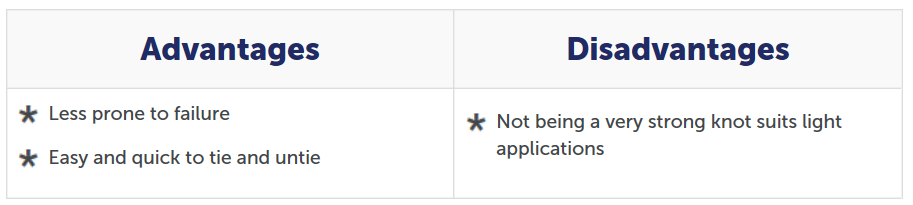 Advantages
Disadvantages
* Less prone to failure
* Easy and quick to tie and untie
* Not being a very strong knot suits light
applications